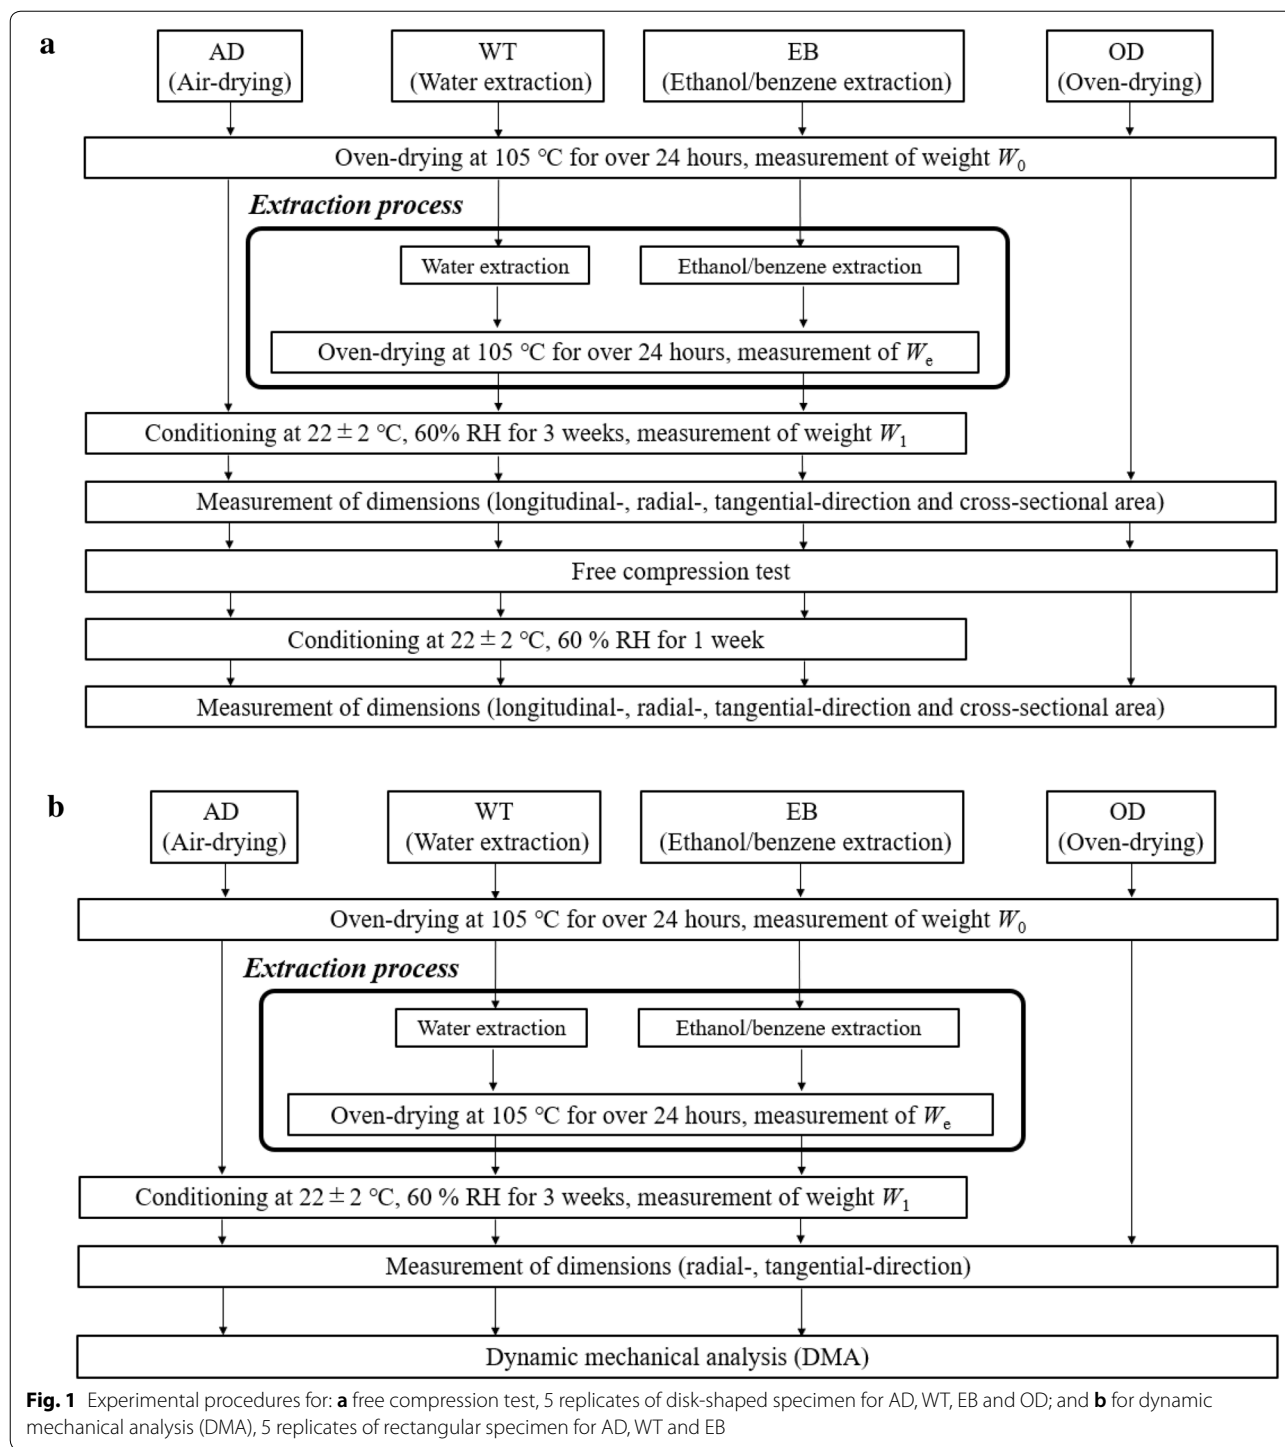 a
AD
(Air-drying)
WT
(Water extraction)
EB
(Ethanol/benzene extraction)
OD
(Oven-drying)
Oven-drying at 105 ℃ for over 24 hours, measurement of weight W0
Extraction process
Water extraction
Ethanol/benzene extraction
Oven-drying at 105 ℃ for over 24 hours, measurement of We
Conditioning at 22 ± 2 ℃, 60% RH for 3 weeks, measurement of weight W1
Measurement of dimensions (longitudinal-, radial-, tangential-direction and cross-sectional area)
Free compression test
Conditioning at 22 ± 2 ℃, 60 % RH for 1 week
Measurement of dimensions (longitudinal-, radial-, tangential-direction and cross-sectional area)
b
AD
(Air-drying)
WT
(Water extraction)
EB
(Ethanol/benzene extraction)
OD
(Oven-drying)
Oven-drying at 105 ℃ for over 24 hours, measurement of weight W0
Extraction process
Water extraction
Ethanol/benzene extraction
Oven-drying at 105 ℃ for over 24 hours, measurement of We
Conditioning at 22 ± 2 ℃, 60 % RH for 3 weeks, measurement of weight W1
Measurement of dimensions (radial-, tangential-direction)
Dynamic mechanical analysis (DMA)
Fig. 1 Experimental procedures for: a free compression test, 5 replicates of disk-shaped specimen for AD, WT, EB and OD; and b for dynamic
mechanical analysis (DMA), 5 replicates of rectangular specimen for AD, WT and EB